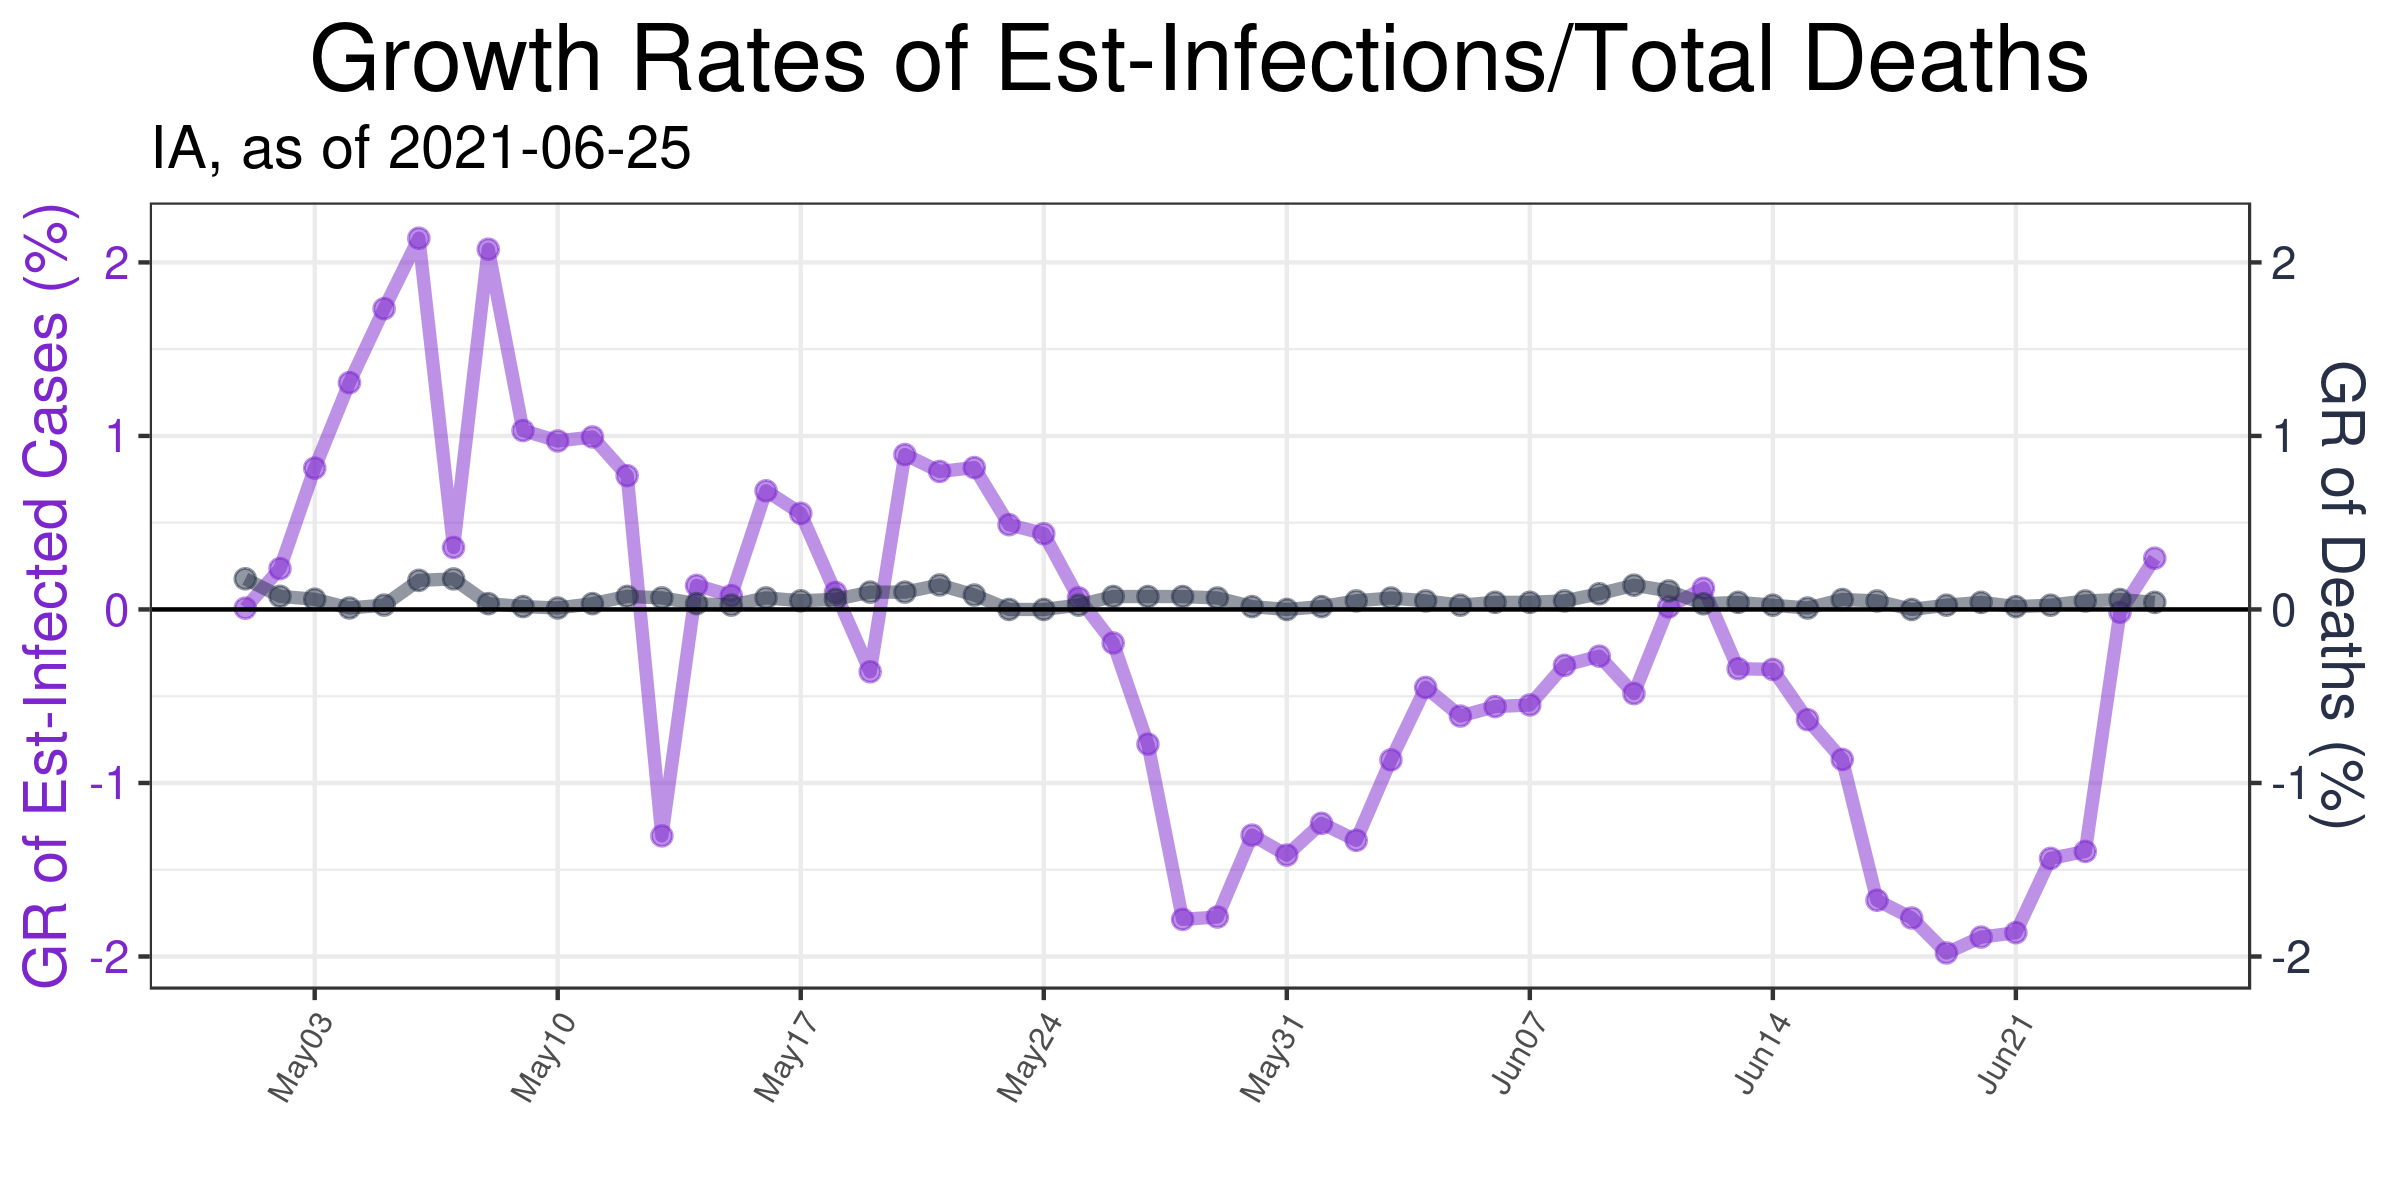 Growth Rates of Est-Infections/Total Deaths
IA, as of 2021-06-25
GR of Est-Infected Cases (%)
2
1
0
-1
-2
2
1
0
-1
-2
GR of Deaths (%)
May03
May10
May17
May24
May31
Jun07
Jun14
Jun21